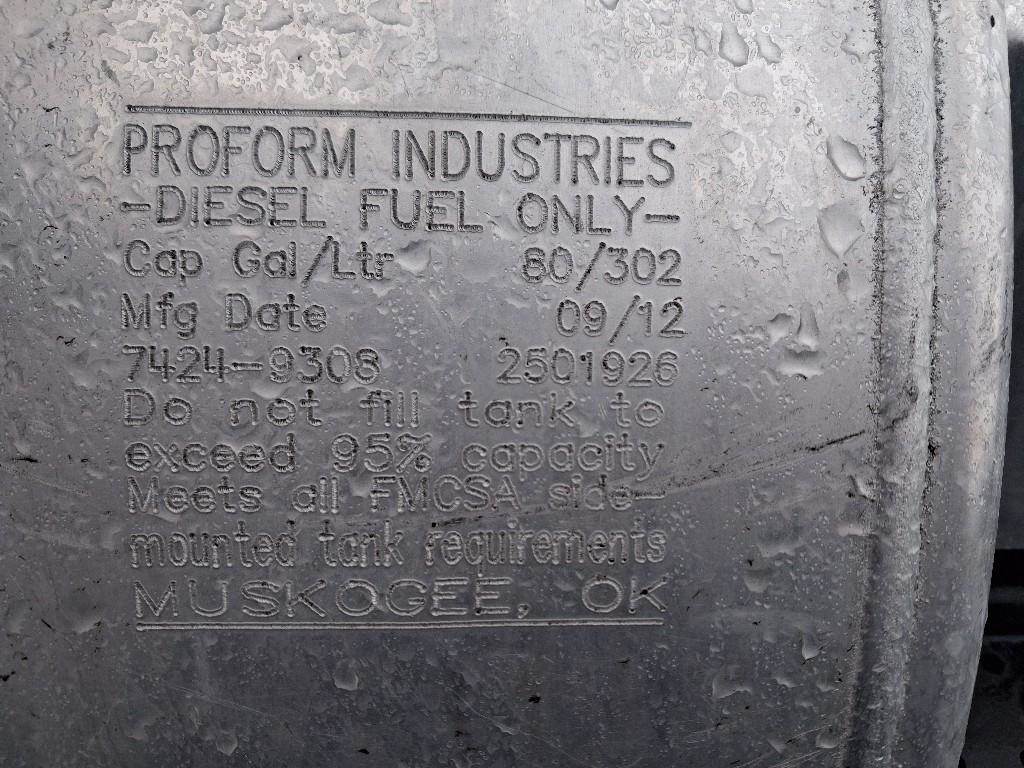 PROFORM INDUSTRIES
-DIESEL FUEL ONLY-
Cap Gal/Ltr 80/302
Mfg Date 09/12
7424-9308 2501926
Do not fill tank to
exceed 95% capacity
Meets all FMCSA side-
mounted tank requirements
MUSKOGEE, OK